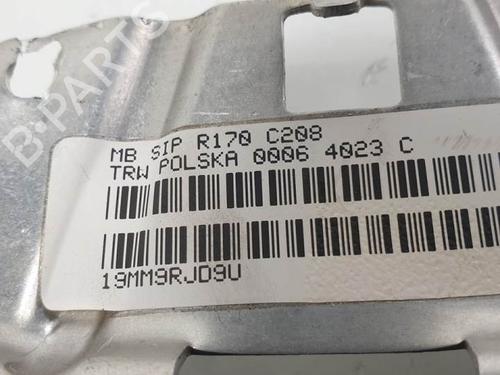 B-PARTS
MB SIP R170 C208
TRW POLSKA 0006 4023 C
19MM9RJD9U